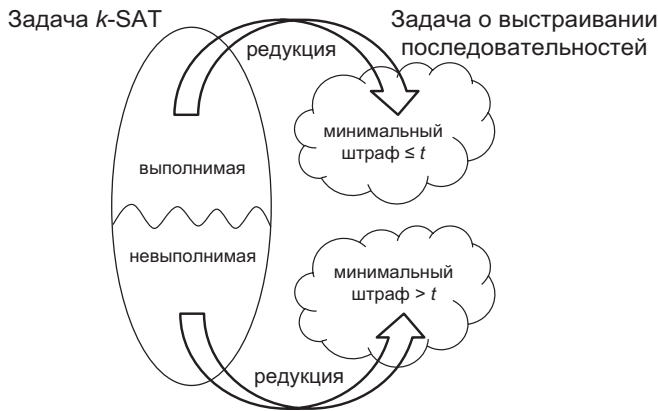 Задача k-SAT
Задача о выстраивании
последовательностей
редукция
минимальный
штраф ≤ t
выполнимая
невыполнимая
минимальный
штраф > t
редукция